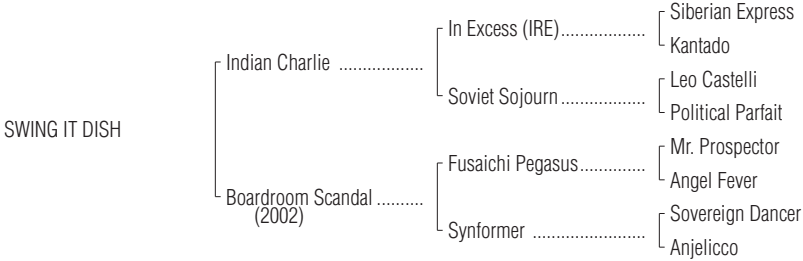 Siberian Express
In Excess (IRE)...................
Kantado
Indian Charlie ..................
Leo Castelli
Soviet Sojourn...................
Political Parfait
SWING IT DISH
Mr. Prospector
Fusaichi Pegasus...............
Angel Fever
Boardroom Scandal ..........
(2002)
Sovereign Dancer
Synformer ........................
Anjelicco